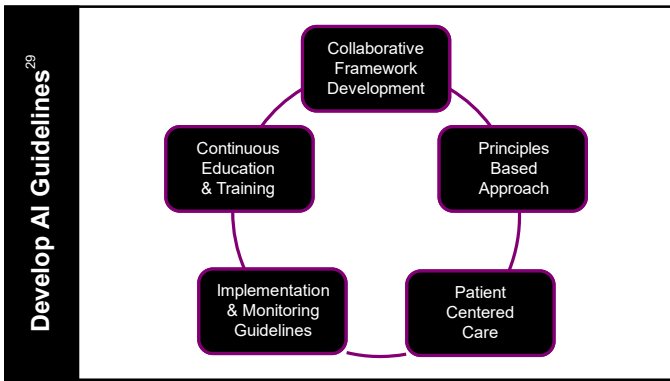 Develop AI Guidelines29
Collaborative
Framework
Development
Principles
Based
Approach
Patient
Centered
Care
Implementation
& Monitoring
Guidelines
Continuous
Education
& Training